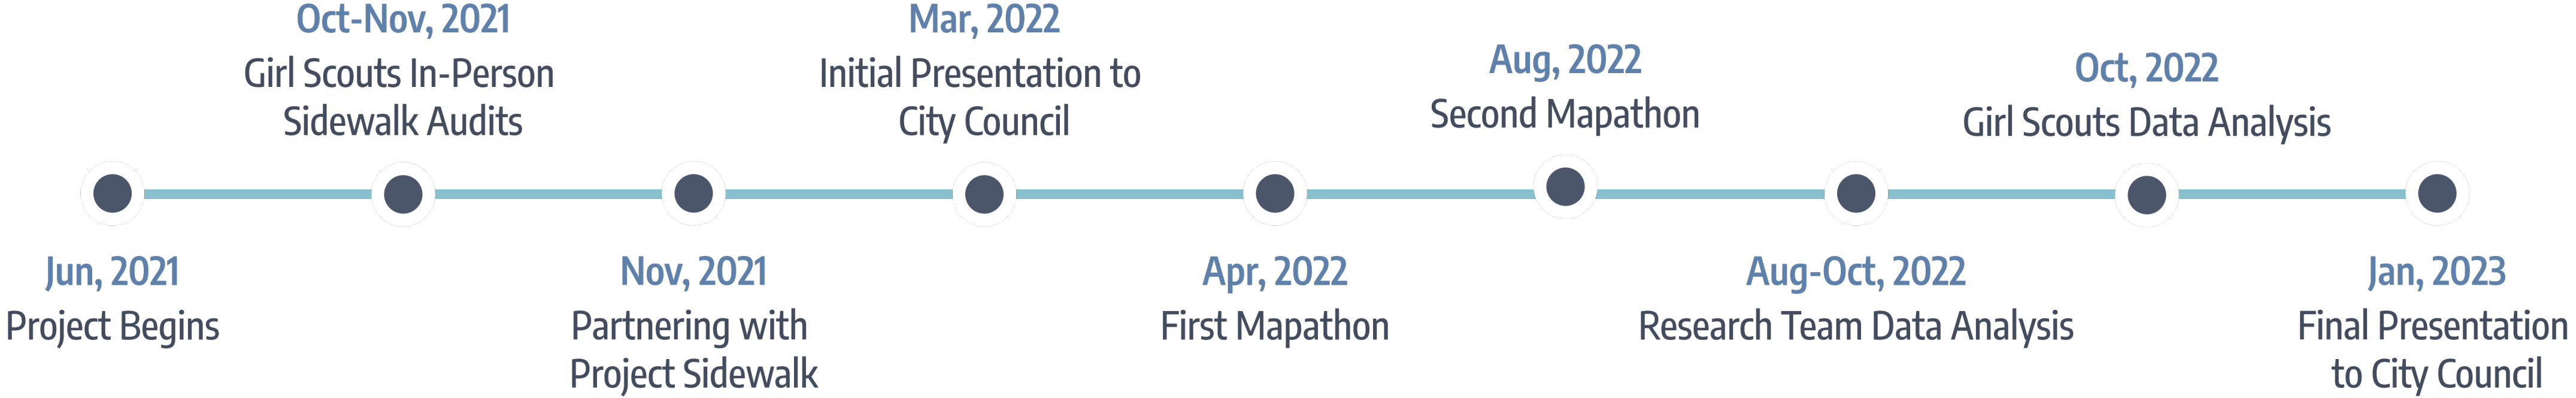 Oct-Nov, 2021
Girl Scouts In-Person
Sidewalk Audits
Mar, 2022
Initial Presentation to
City Council
Aug, 2022
Second Mapathon
Oct, 2022
Girl Scouts Data Analysis
Jun, 2021
Project Begins
Nov, 2021
Partnering with
Project Sidewalk
Apr, 2022
First Mapathon
Aug-Oct, 2022
Research Team Data Analysis
Jan, 2023
Final Presentation
to City Council